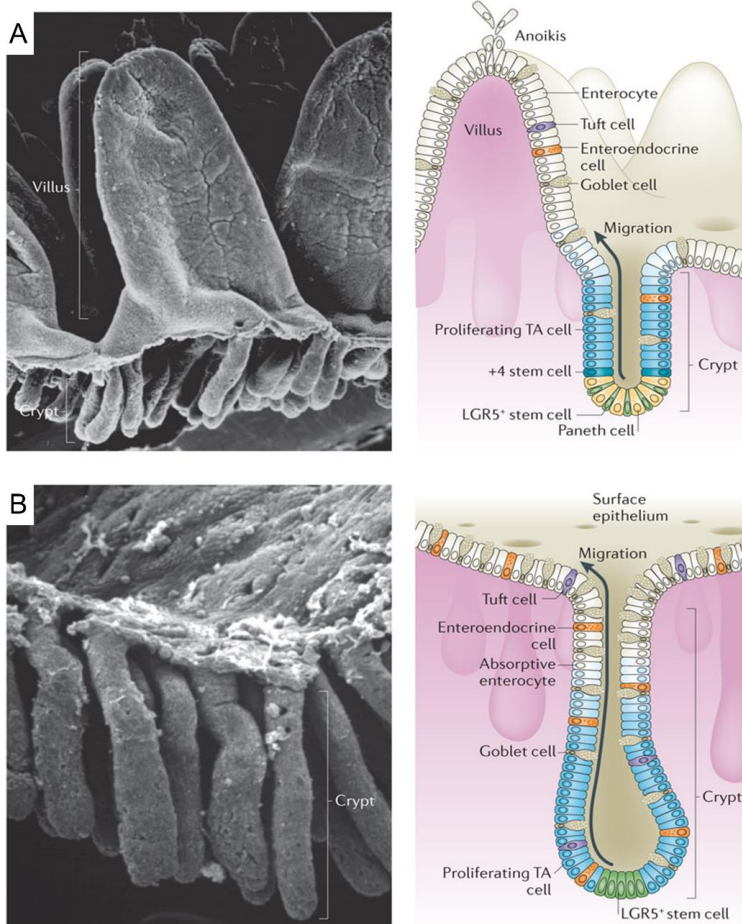 A
Villus
Crypt
Anoikis
Enterocyte
Villus
Tuft cell
Enteroendocrine
cell
Goblet cell
Migration
Proliferating TA cell
+4 stem cell
Crypt
LGR5⁺ stem cell
Paneth cell
B
Crypt
Surface
epithelium
Migration
Tuft cell
Enteroendocrine
cell
Absorptive
enterocyte
Goblet cell
Crypt
Proliferating TA
cell
LGR5⁺ stem cell